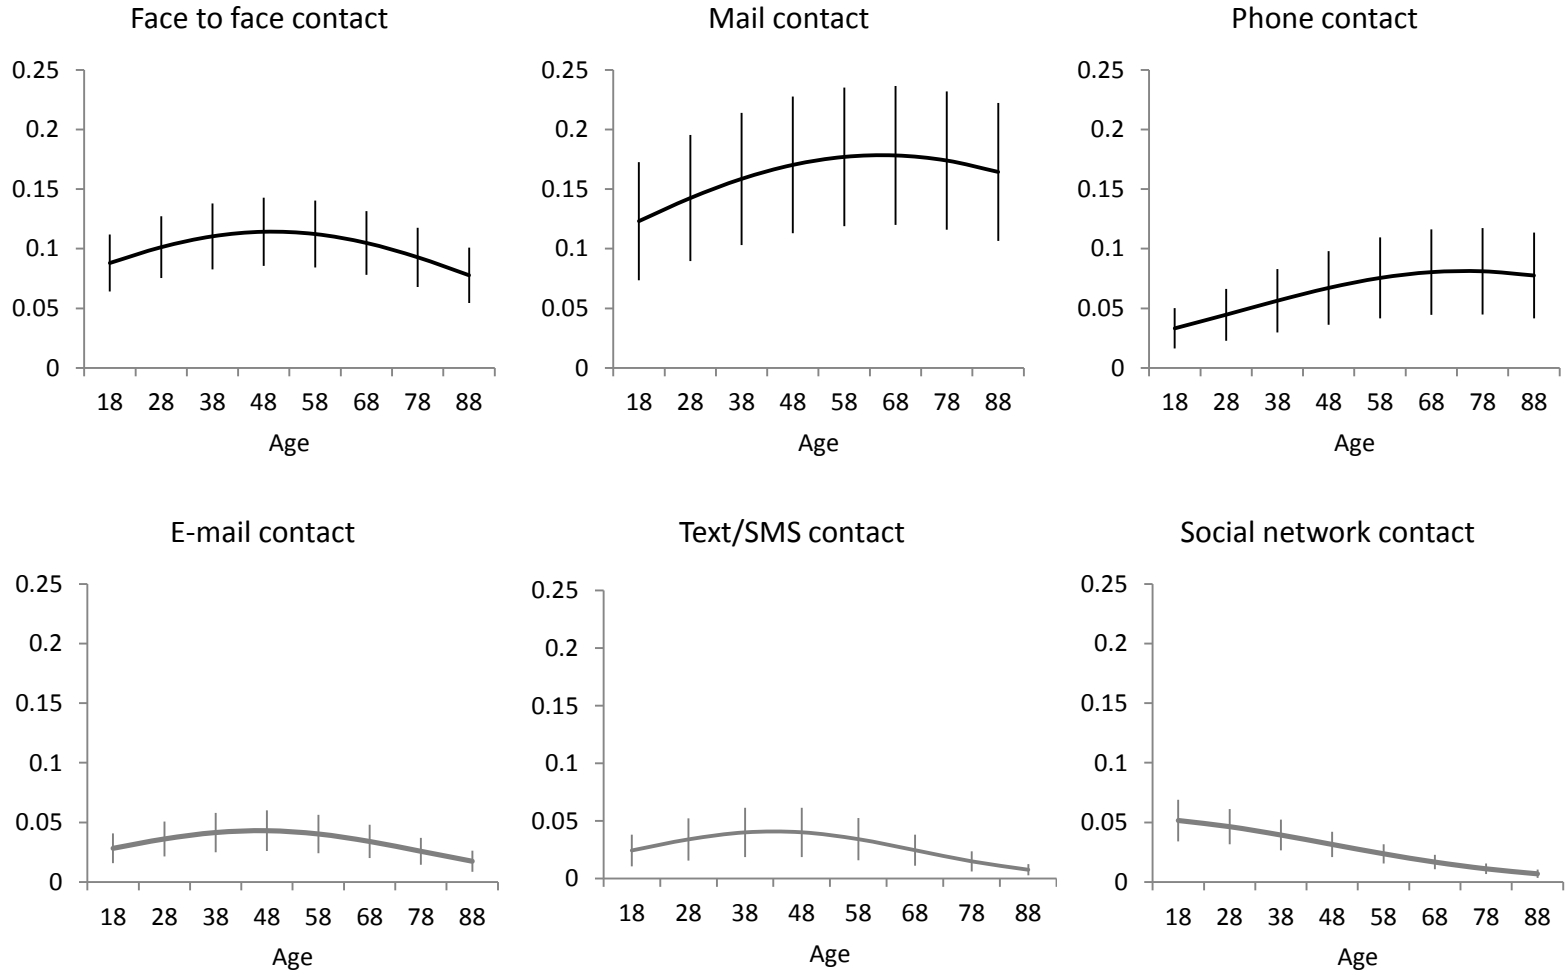 Face to face contact
0.25
0.2
0.15
0.1
0.05
0
18 28 38 48 58 68 78 88
Age
Mail contact
0.25
0.2
0.15
0.1
0.05
0
18 28 38 48 58 68 78 88
Age
Phone contact
0.25
0.2
0.15
0.1
0.05
0
18 28 38 48 58 68 78 88
Age
E-mail contact
0.25
0.2
0.15
0.1
0.05
0
18 28 38 48 58 68 78 88
Age
Text/SMS contact
0.25
0.2
0.15
0.1
0.05
0
18 28 38 48 58 68 78 88
Age
Social network contact
0.25
0.2
0.15
0.1
0.05
0
18 28 38 48 58 68 78 88
Age